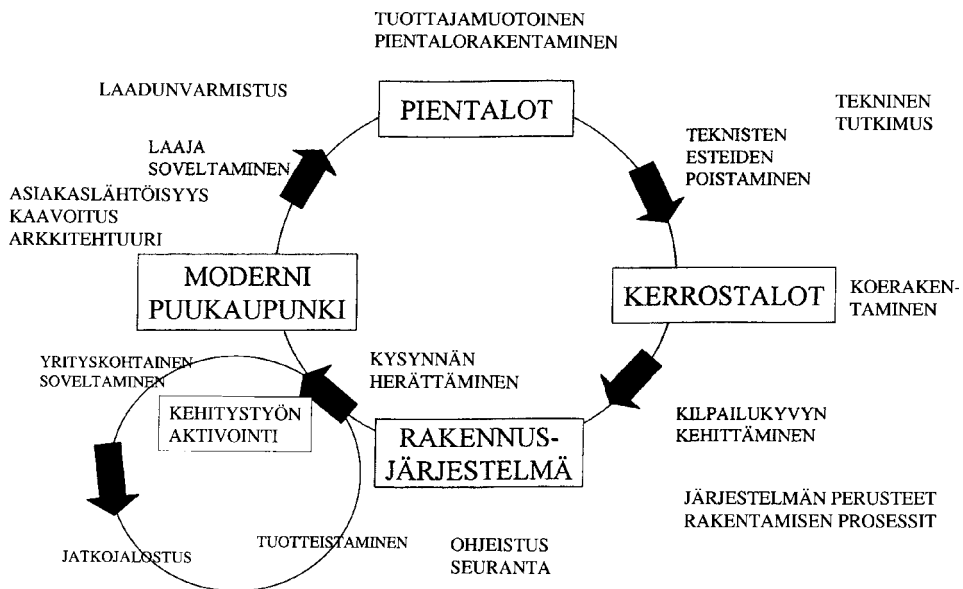 TUOTTAJAMUOTOINEN
PIENTALORAKENTAMINEN
LAADUNVARMISTUS
PIENTALOT
TEKNINEN
TUTKIMUS
LAAJA
SOVELTAMINEN
TEKNISTEN
ESTEIDEN
POISTAMINEN
ASIAKASLÄHTÖISYYS
KAAVOITUS
ARKKITEHTUURI
MODERNI
PUUKAUPUNKI
KERROSTALOT
KOERAKEN-
TAMINEN
YRITYSKOHTAINEN
SOVELTAMINEN
KYSYNNÄN
HERÄTTÄMINEN
KEHITYSTYÖN
AKTIVOINTI
RAKENNUS-
JÄRJESTELMÄ
KILPAILUKYVYN
KEHITTÄMINEN
JÄRJESTELMÄN PERUSTEET
RAKENTAMISEN PROSESSIT
JATKOJALOSTUS
TUOTTEISTAMINEN
OHJEISTUS
SEURANTA